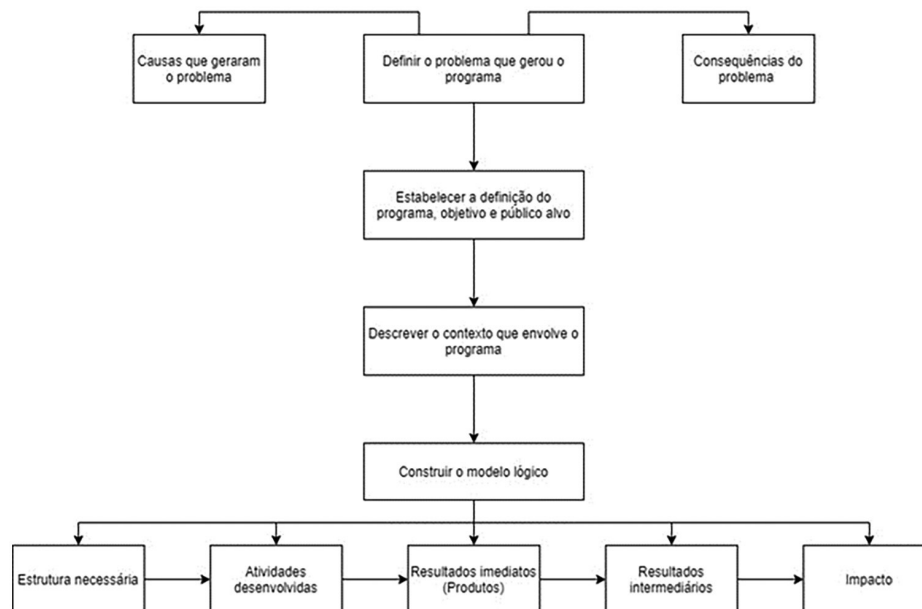 Causas que geraram
o problema
Definir o problema que gerou o
programa
Consequências do
problema
Estabelecer a definição do
programa, objetivo e público alvo
Descrever o contexto que envolve o
programa
Construir o modelo lógico
Estrutura necessária
Atividades
desenvolvidas
Resultados imediatos
(Produtos)
Resultados
intermediários
Impacto